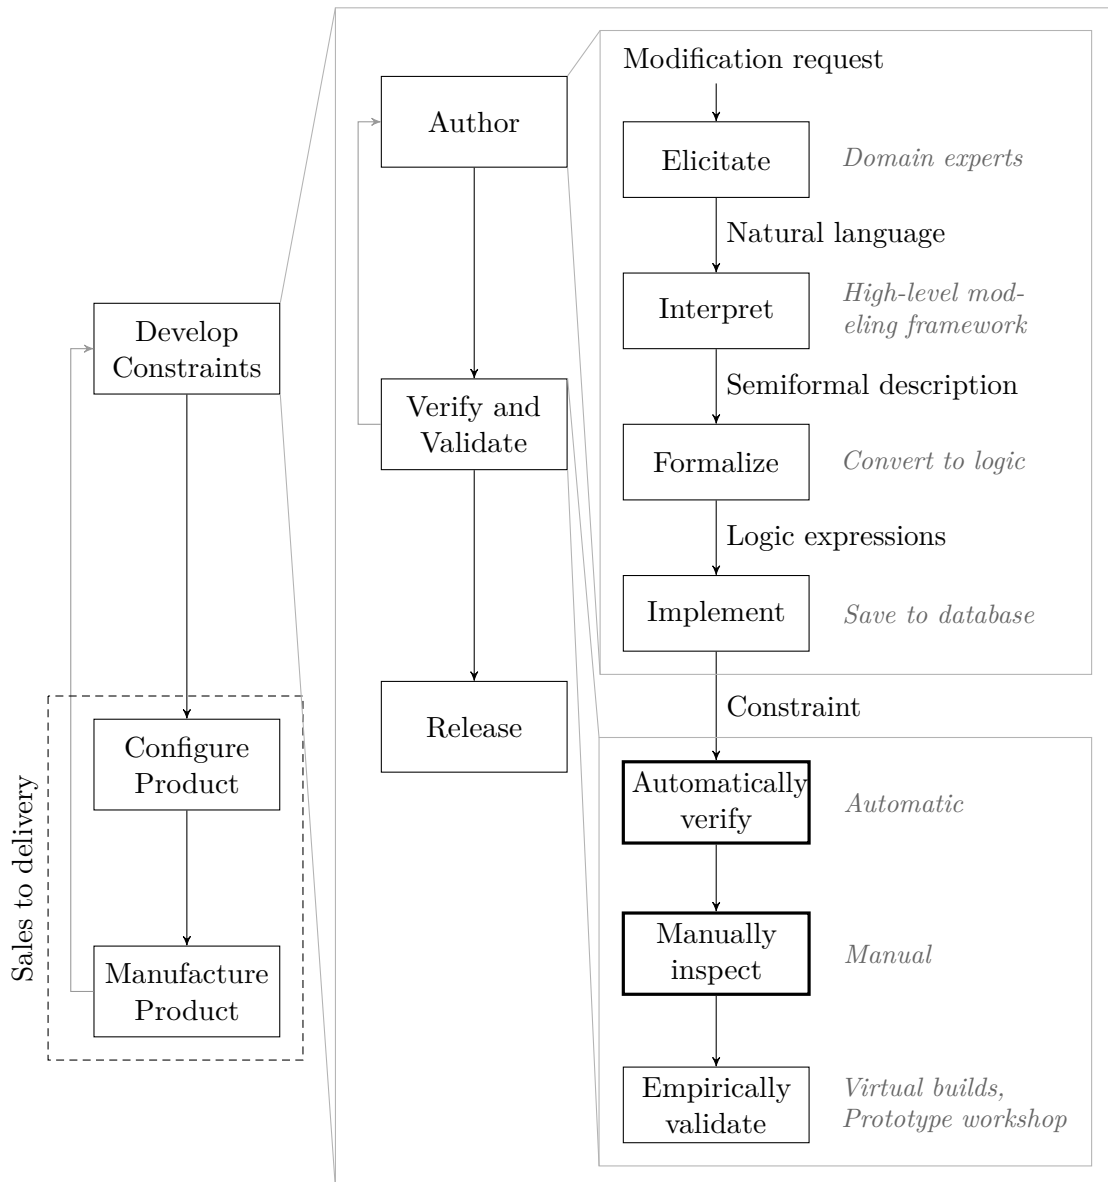 Develop
Constraints
Sales to delivery
Configure
Product
Manufacture
Product
Author
Verify and
Validate
Release
Modification request
Elicitate
Domain experts
Natural language
Interpret
High-level mod-
eling framework
Semiformal description
Formalize
Convert to logic
Logic expressions
Implement
Save to database
Constraint
Automatically
verify
Automatic
Manually
inspect
Manual
Empirically
validate
Virtual builds,
Prototype workshop